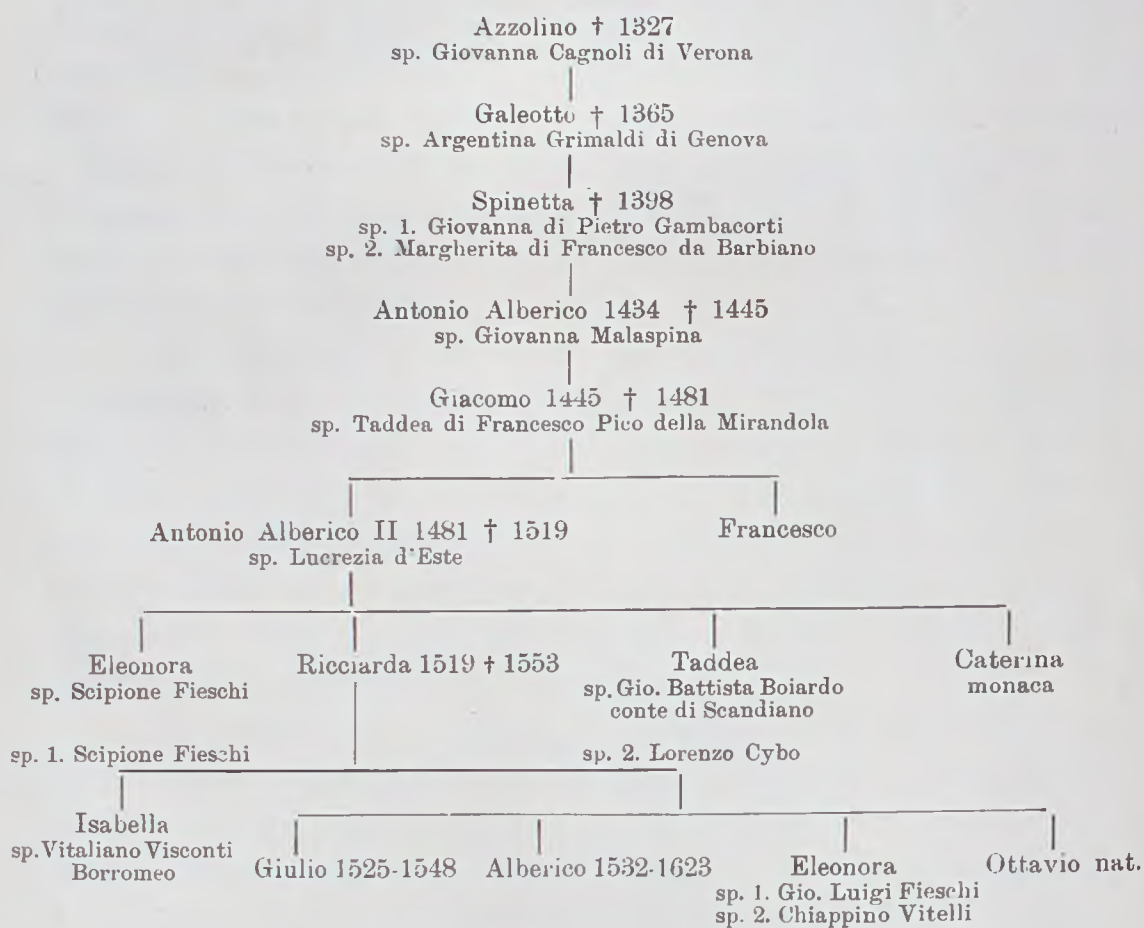 Azzolino † 1327
sp. Giovanna Cagnoli di Verona
Galeotto † 1365
sp. Argentina Grimaldi di Genova
Spinetta † 1398
sp. 1. Giovanna di Pietro Gambacorti
sp. 2. Margherita di Francesco da Barbiano
Antonio Alberico 1434 † 1445
sp. Giovanna Malaspina
Giacomo 1445 † 1481
sp. Taddea di Francesco Pico della Mirandola
Antonio Alberico II 1481 † 1519
sp. Lucrezia d'Este
Francesco
Eleonora
sp. Scipione Fieschi
Ricciarda 1519 † 1553
Taddea
sp. Gio. Battista Boiardo
conte di Scandiano
Caterina
monaca
sp. 1. Scipione Fieschi
sp. 2. Lorenzo Cybo
Isabella
sp. Vitaliano Visconti
Borromeo
Giulio 1525-1548
Alberico 1532-1623
Eleonora
sp. 1. Gio. Luigi Fieschi
sp. 2. Chiappino Vitelli
Ottavio nat.